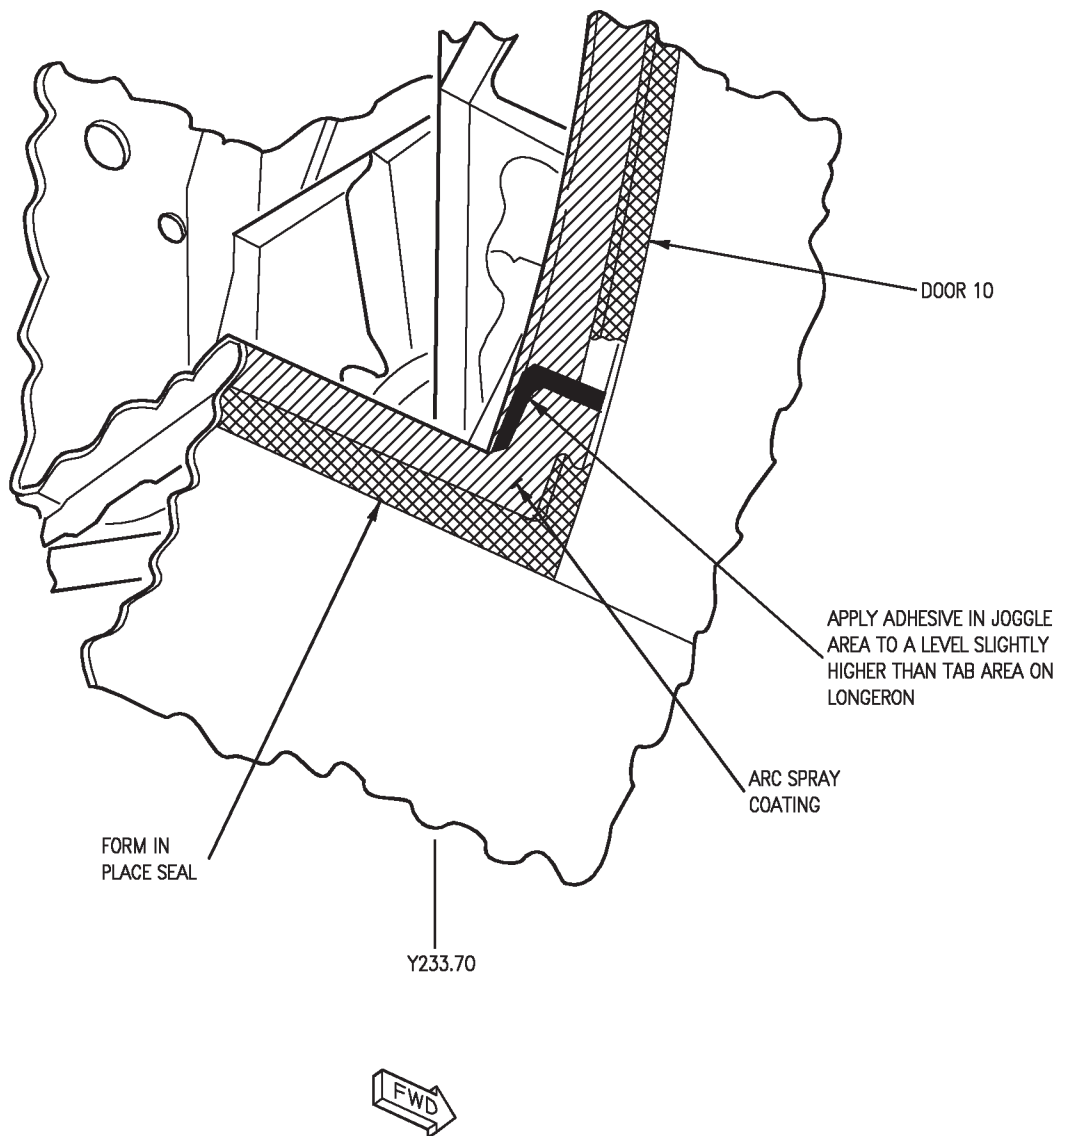 DOOR 10
APPLY ADHESIVE IN JOGGLE
AREA TO A LEVEL SLIGHTLY
HIGHER THAN TAB AREA ON
LONGERON
ARC SPRAY
COATING
FORM IN
PLACE SEAL
Y233.70
FWD